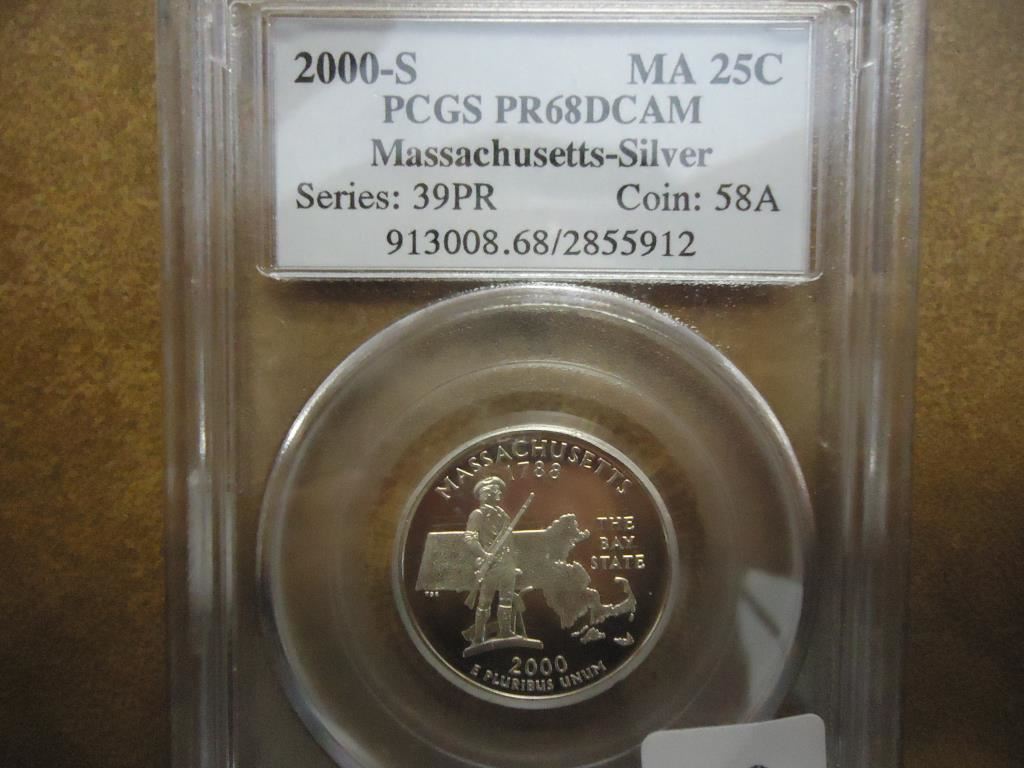 2000-S MA 25C
PCGS PR68DCAM
Massachusetts-Silver
Series: 39PR Coin: 58A
913008.68/2855912
MASSACHUSETTS
1788
THE
BAY
STATE
2000
E PLURIBUS UNUM